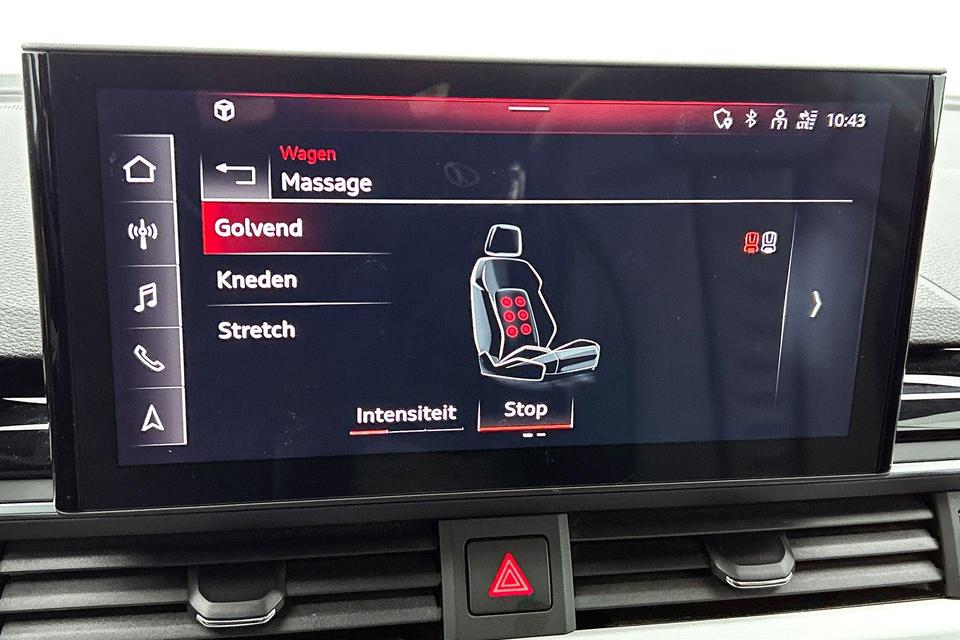 10:43
Wagen
Massage
Golvend
Kneden
Stretch
Intensiteit
Stop